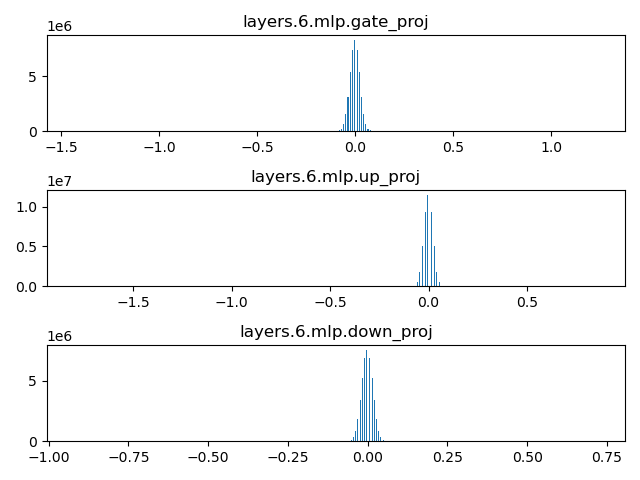 layers.6.mlp.gate_proj
1e6
5
0
−1.5 −1.0 −0.5 0.0 0.5 1.0
layers.6.mlp.up_proj
1e7
1.0
0.5
0.0
−1.5 −1.0 −0.5 0.0 0.5
layers.6.mlp.down_proj
1e6
5
0
−1.00 −0.75 −0.50 −0.25 0.00 0.25 0.50 0.75